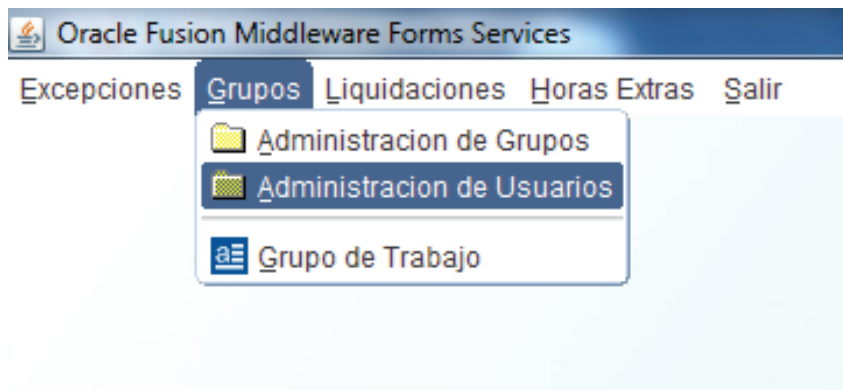 Oracle Fusion Middleware Forms Services
Excepciones Grupos Liquidaciones Horas Extras Salir
Administracion de Grupos
Administracion de Usuarios
Grupo de Trabajo